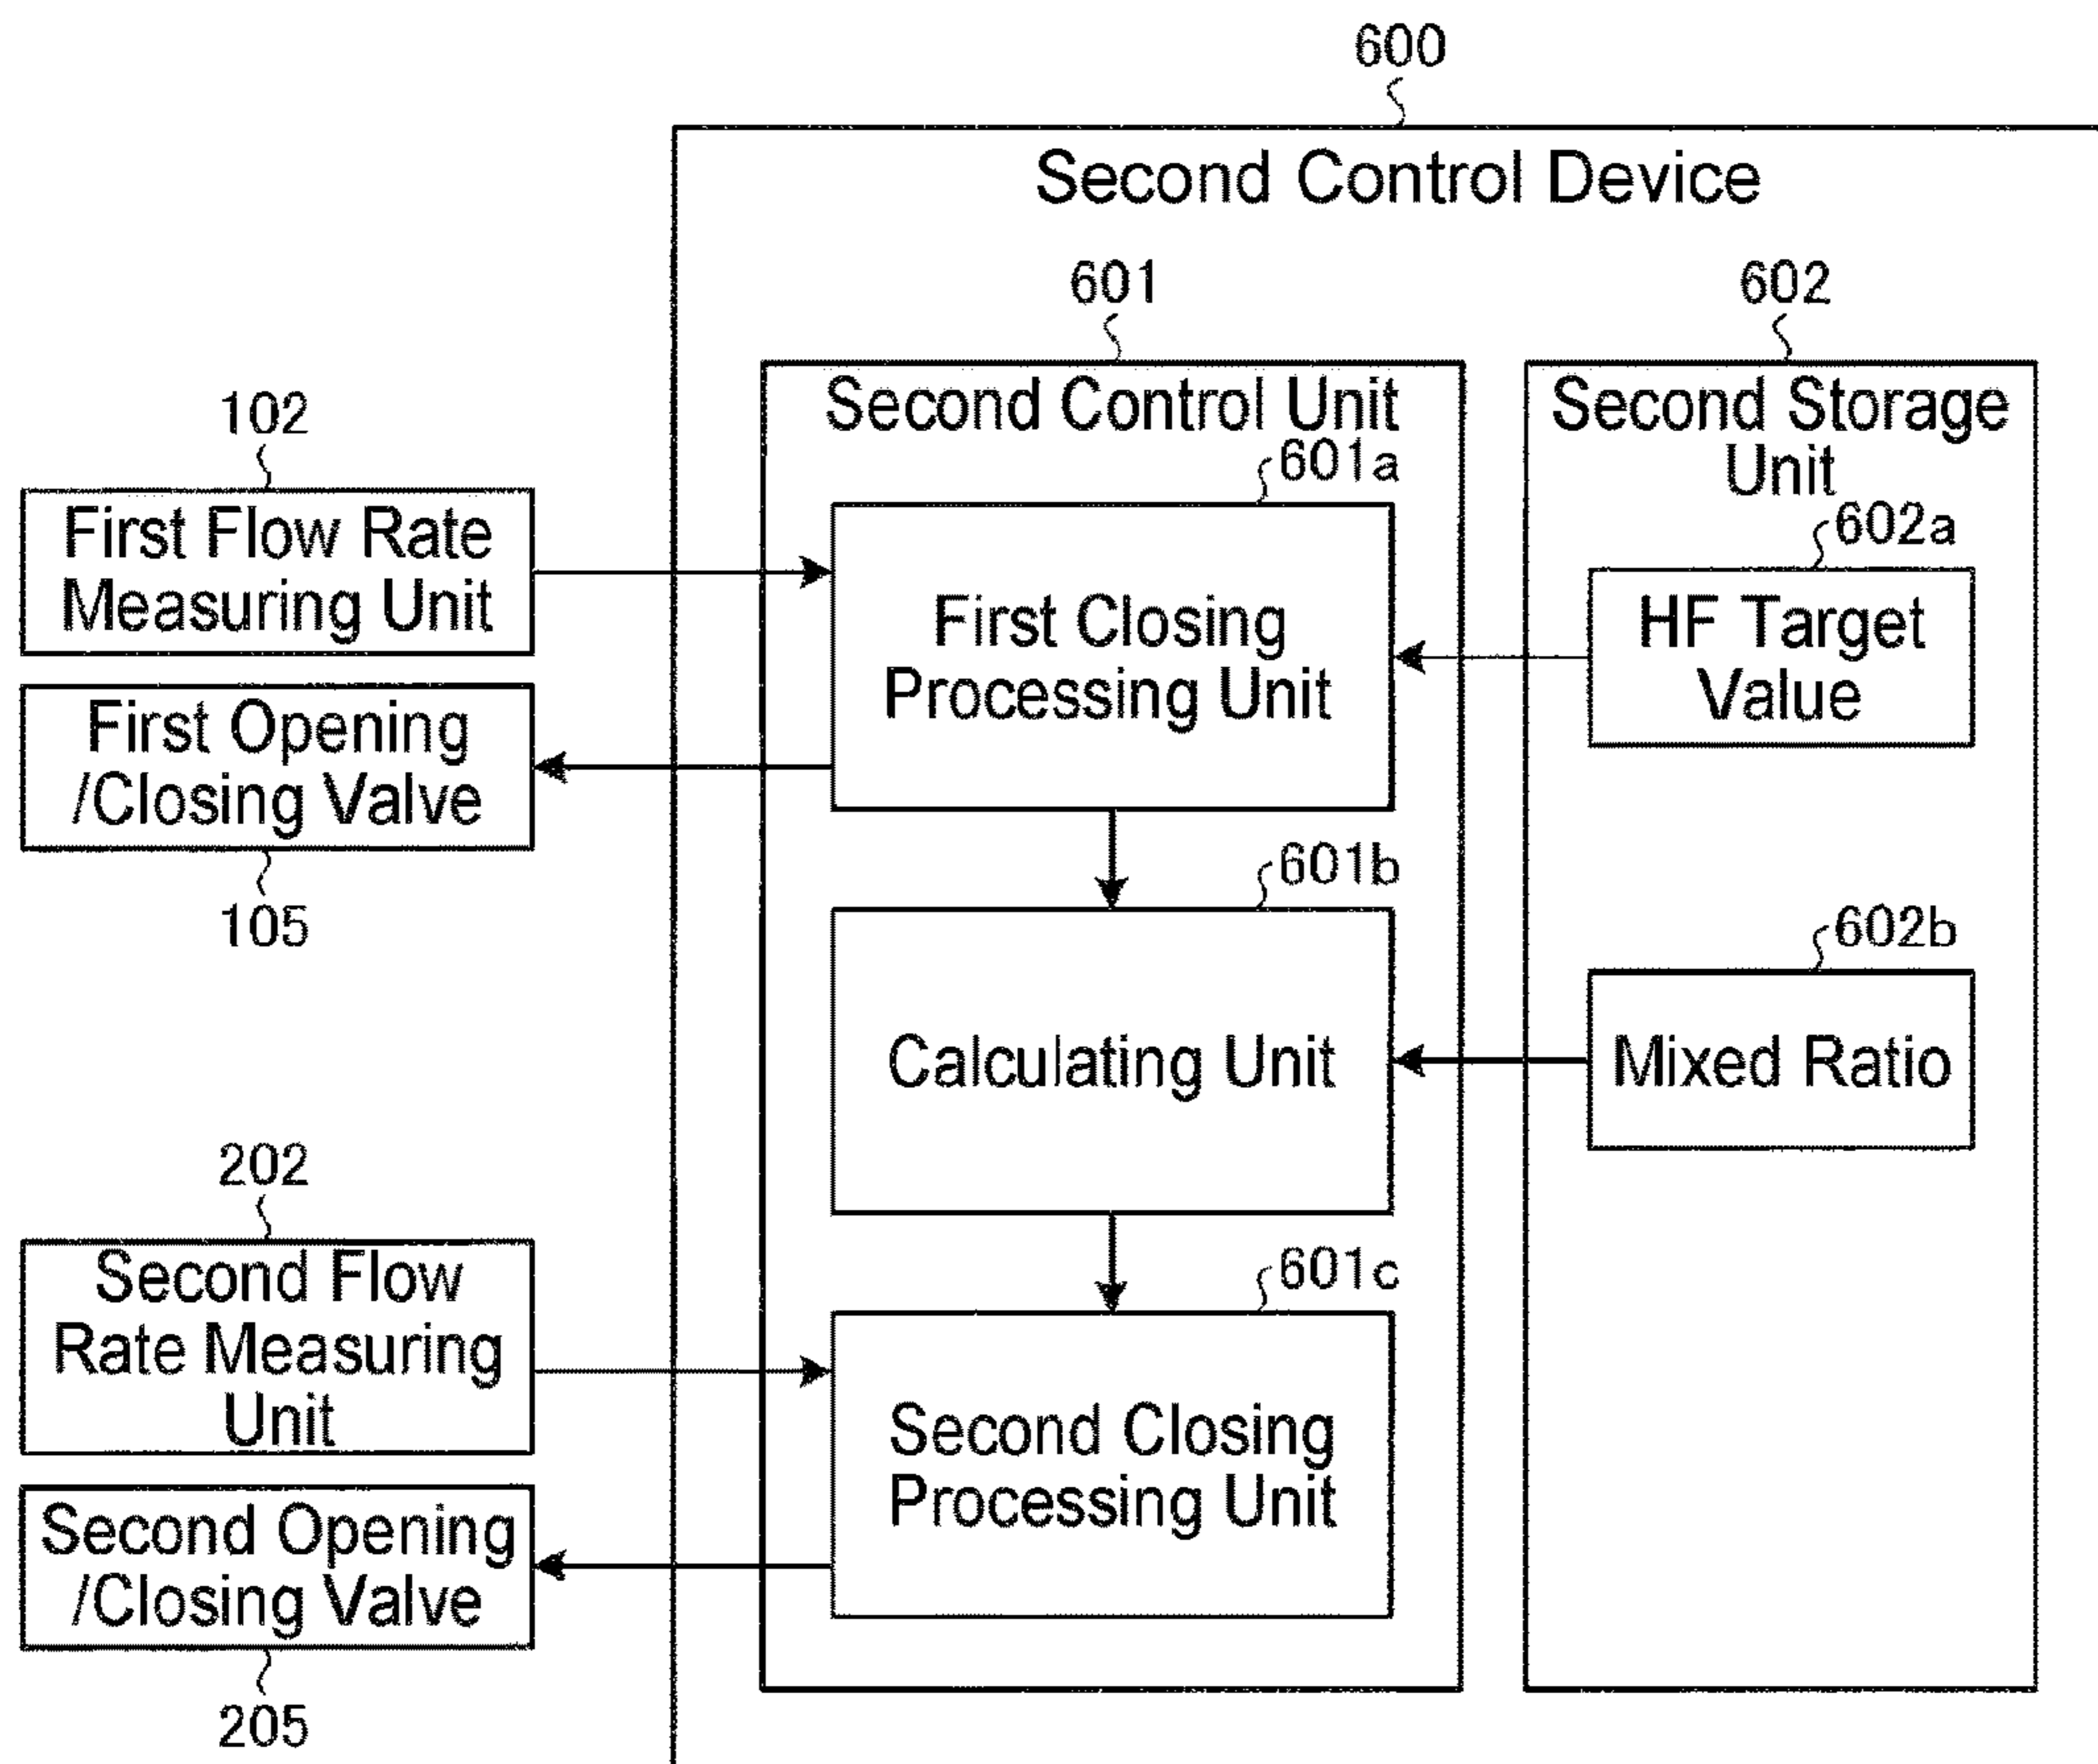 600
Second Control Device
601
602
Second Control Unit
Second Storage
Unit
102
First Flow Rate
Measuring Unit
First Opening
/Closing Valve
105
601a
First Closing
Processing Unit
602a
HF Target
Value
601b
Calculating Unit
602b
Mixed Ratio
202
Second Flow
Rate Measuring
Unit
Second Opening
/Closing Valve
205
601c
Second Closing
Processing Unit